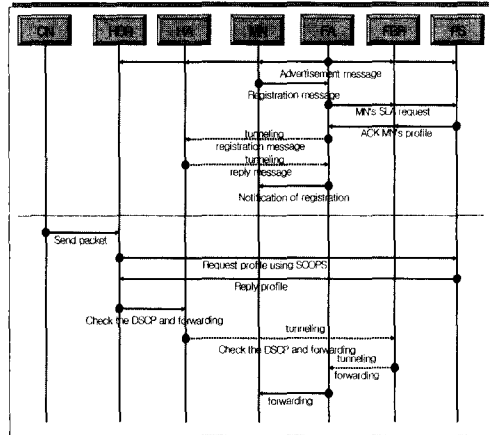 CN HBR HA MN FA FBR PS
Advertisement message
Registration message
MN's SLA request
ACK MN's profile
tunneling
registration message
tunneling
reply message
Notification of registration
Send packet
Request profile using SCOPS
Reply profile
Check the DSCP and forwarding
tunneling
Check the DSCP and forwarding
tunneling
forwarding
forwarding